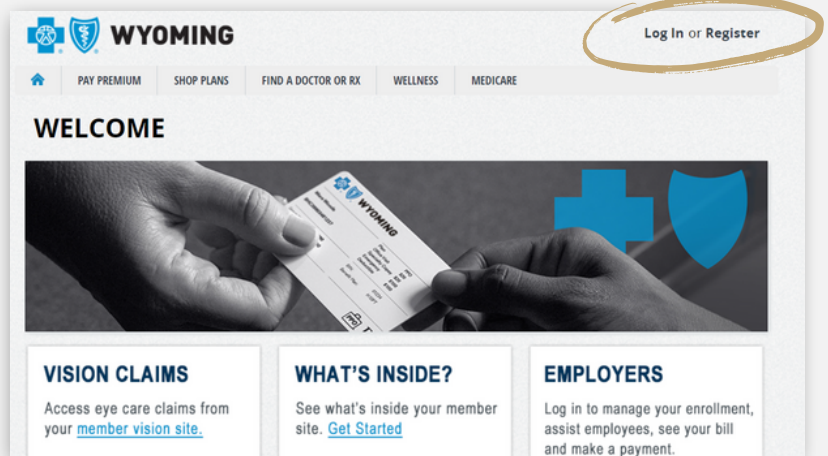 WYOMING
Log In or Register
PAY PREMIUM SHOP PLANS FIND A DOCTOR OR RX WELLNESS MEDICARE
WELCOME
WYOMING
PPO
VISION CLAIMS
Access eye care claims from
your member vision site.
WHAT'S INSIDE?
See what's inside your member
site. Get Started
EMPLOYERS
Log in to manage your enrollment,
assist employees, see your bill
and make a payment.